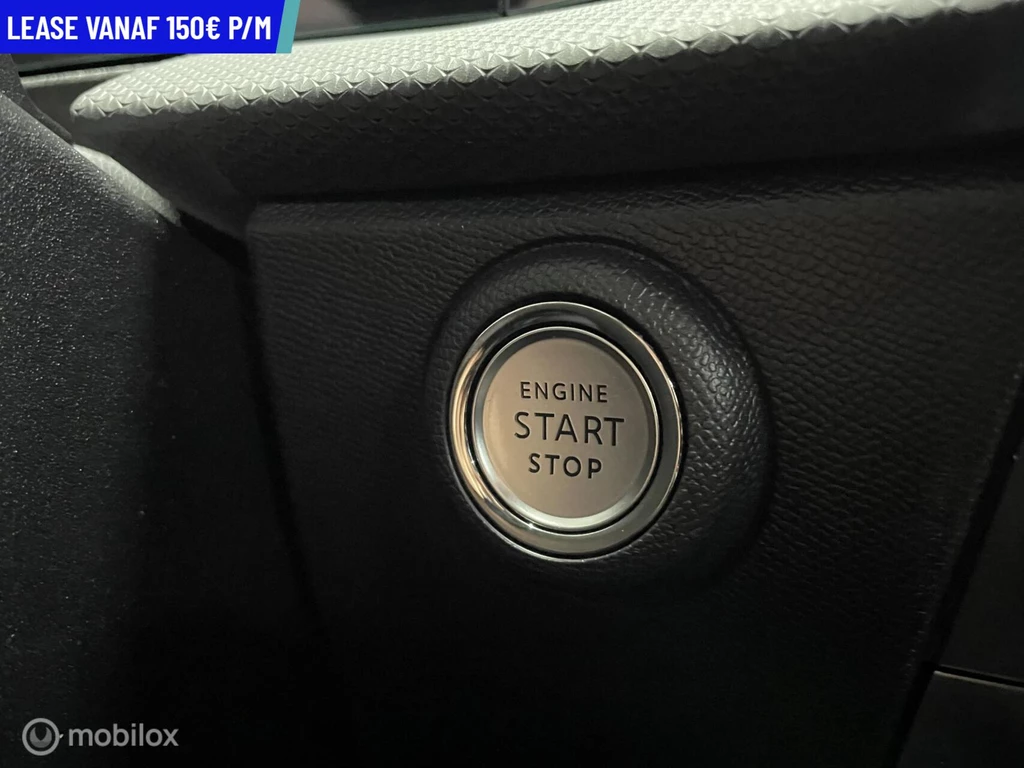 LEASE VANAF 150€ P/M
ENGINE
START
STOP
mobilox